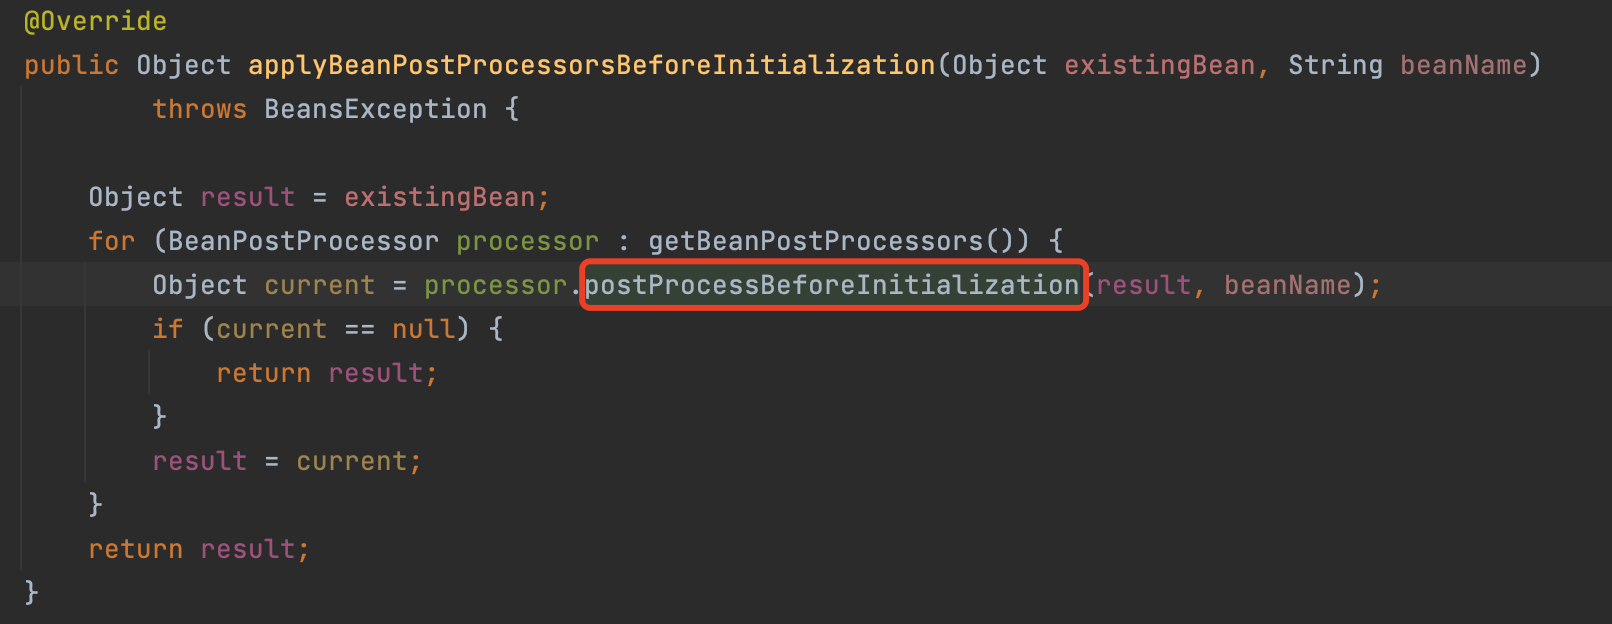 @Override
public Object applyBeanPostProcessorsBeforeInitialization(Object existingBean, String beanName)
        throws BeansException {

    Object result = existingBean;
    for (BeanPostProcessor processor : getBeanPostProcessors()) {
        Object current = processor.postProcessBeforeInitialization(result, beanName);
        if (current == null) {
            return result;
        }
        result = current;
    }
    return result;
}